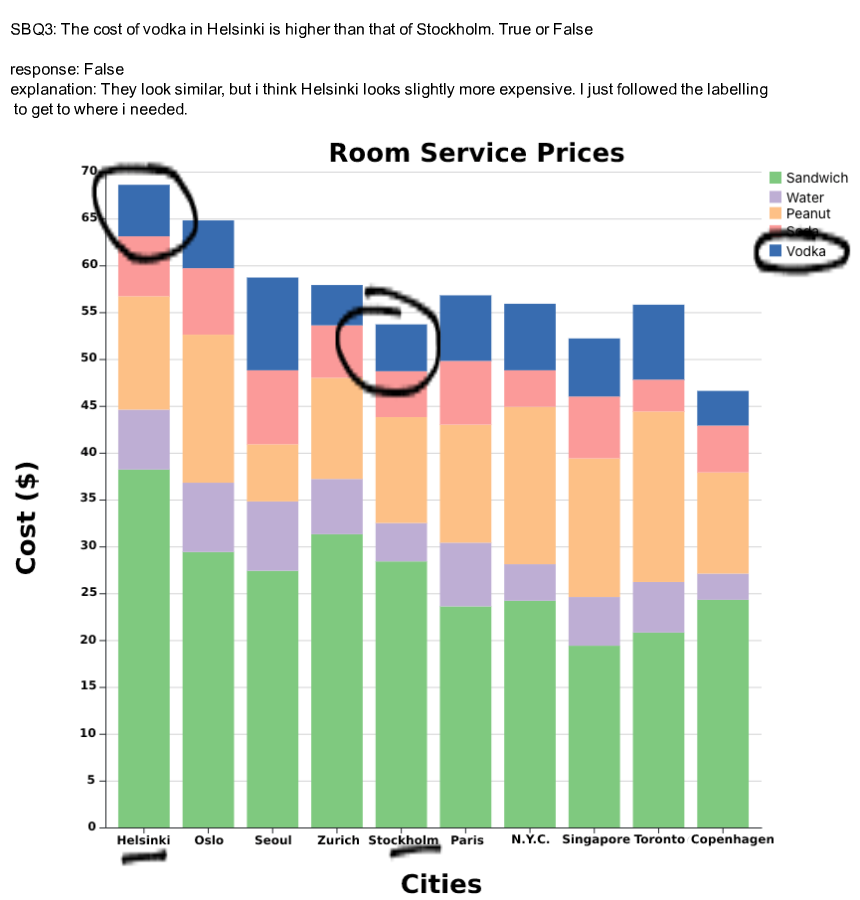 SBQ3: The cost of vodka in Helsinki is higher than that of Stockholm. True or False
response: False
explanation: They look similar, but i think Helsinki looks slightly more expensive. I just followed the labelling
to get to where i needed.
Room Service Prices
Sandwich
Water
Peanut
Soda
Vodka
70
65
60
55
50
45
40
35
30
25
20
15
10
5
0
Cost ($)
Helsinki Oslo Seoul Zurich Stockholm Paris N.Y.C. Singapore Toronto Copenhagen
Cities